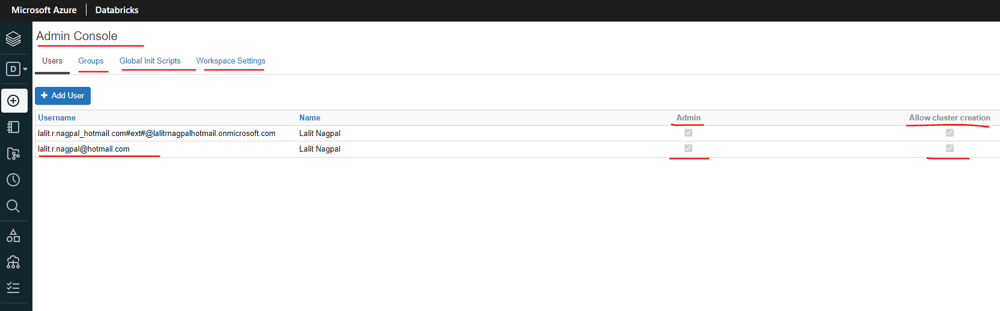 Microsoft Azure Databricks
Admin Console
D
Users Groups Global Init Scripts Workspace Settings
+ Add User
Username Name Admin Allow cluster creation
lalit.r.nagpal_hotmail.com#ext#@lalitrnagpalhotmail.onmicrosoft.com Lalit Nagpal
lalit.r.nagpal@hotmail.com Lalit Nagpal